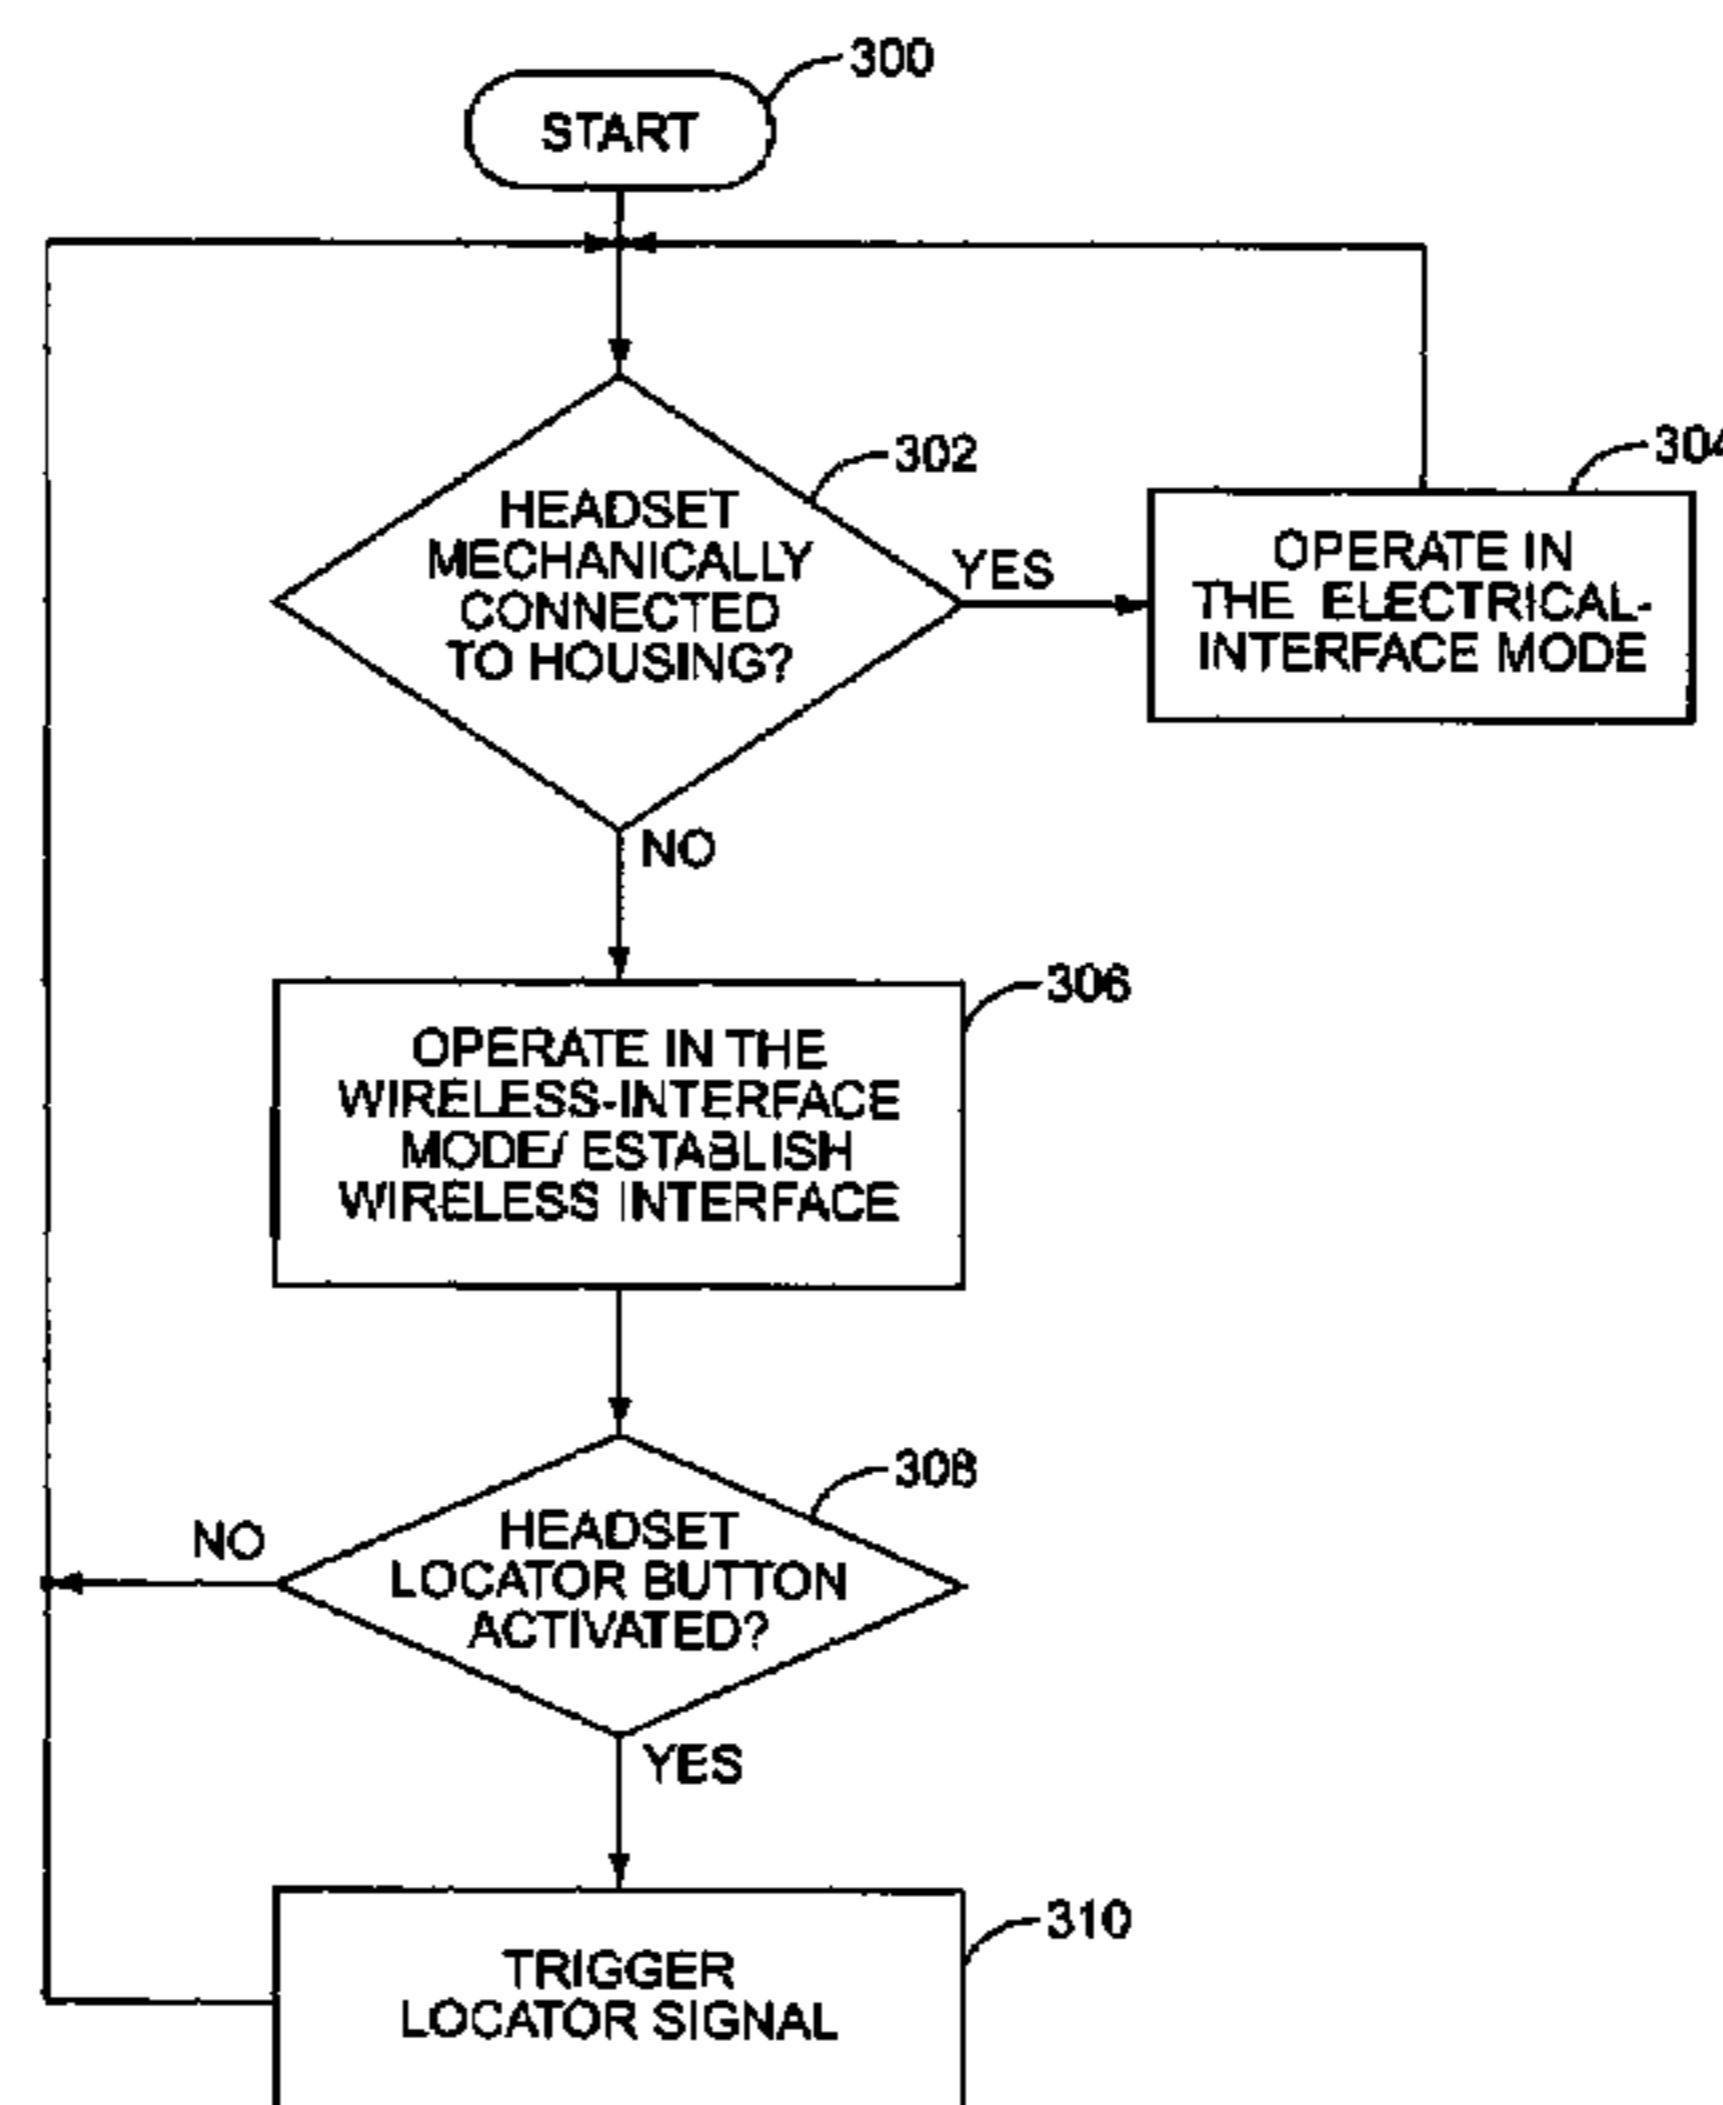 300
START
302
HEADSET
MECHANICALLY
CONNECTED
TO HOUSING?
YES
304
OPERATE IN
THE ELECTRICAL-
INTERFACE MODE
NO
306
OPERATE IN THE
WIRELESS-INTERFACE
MODE/ ESTABLISH
WIRELESS INTERFACE
308
HEADSET
LOCATOR BUTTON
ACTIVATED?
NO
YES
310
TRIGGER
LOCATOR SIGNAL